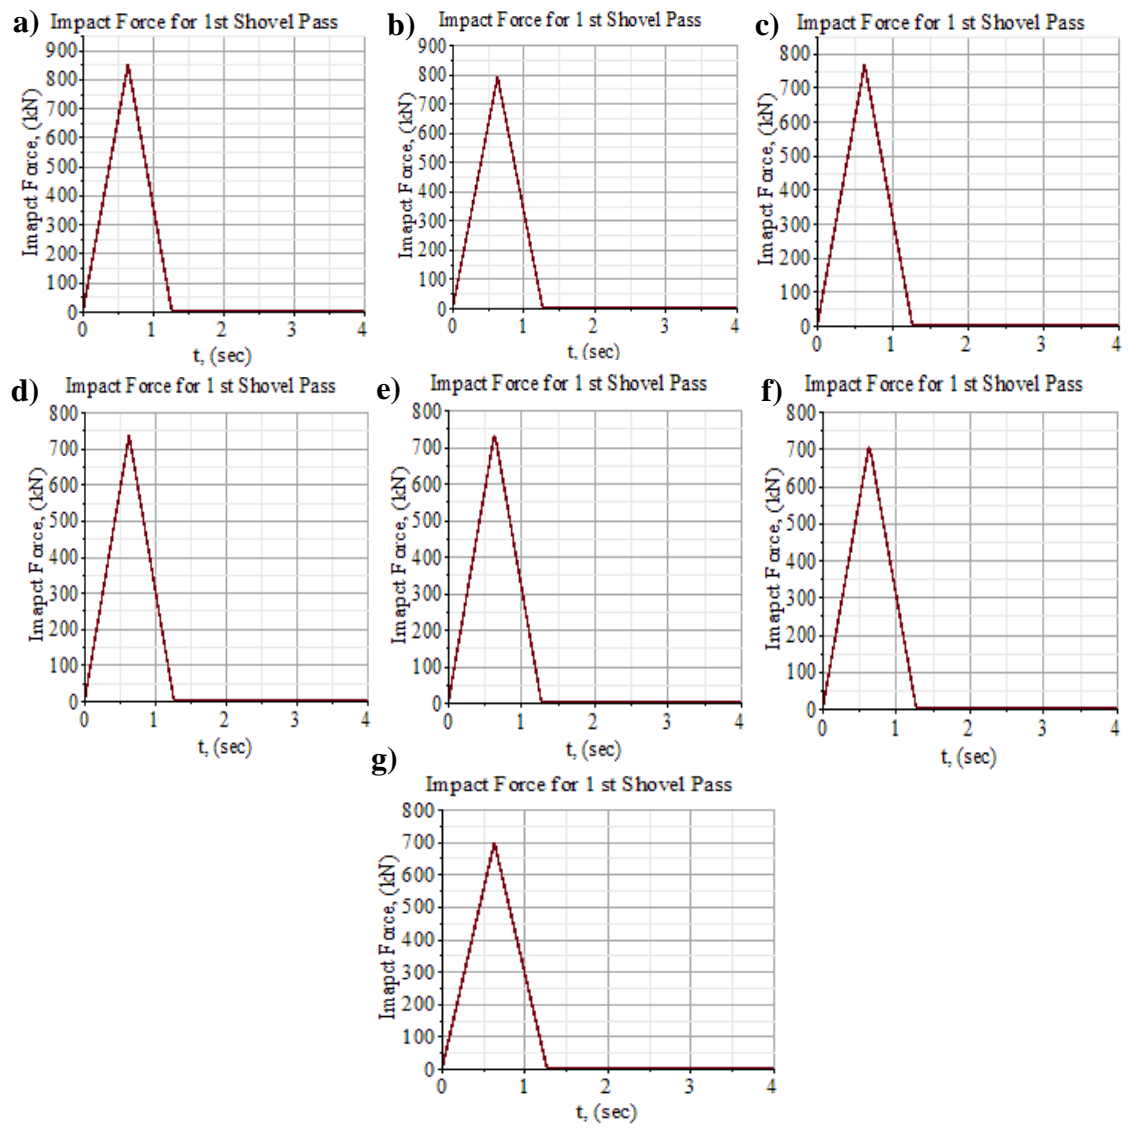 a) Impact Force for 1st Shovel Pass
900
800
700
600
500
400
300
200
100
0
0 1 2 3 4
Imapct Force, (kN)
t, (sec)
b) Impact Force for 1 st Shovel Pass
900
800
700
600
500
400
300
200
100
0
0 1 2 3 4
Imapct Force, (kN)
t, (sec)
c) Impact Force for 1 st Shovel Pass
800
700
600
500
400
300
200
100
0
0 1 2 3 4
Imapct Force, (kN)
t, (sec)
d) Impact Force for 1 st Shovel Pass
800
700
600
500
400
300
200
100
0
0 1 2 3 4
Imapct Force, (kN)
t, (sec)
e) Impact Force for 1 st Shovel Pass
800
700
600
500
400
300
200
100
0
0 1 2 3 4
Imapct Force, (kN)
t, (sec)
f) Impact Force for 1 st Shovel Pass
800
700
600
500
400
300
200
100
0
0 1 2 3 4
Imapct Force, (kN)
t, (sec)
g) Impact Force for 1 st Shovel Pass
800
700
600
500
400
300
200
100
0
0 1 2 3 4
Imapct Force, (kN)
t, (sec)